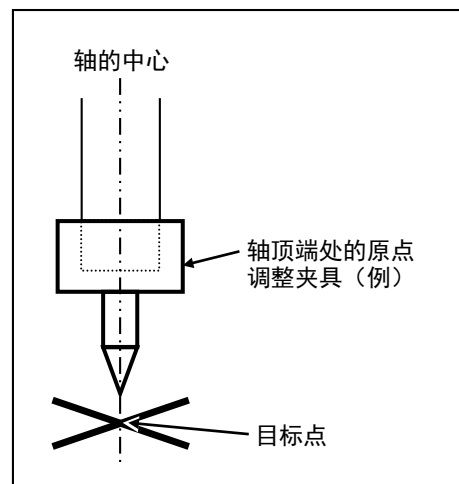 轴的中心
轴顶端处的原点
调整夹具（例）
目标点